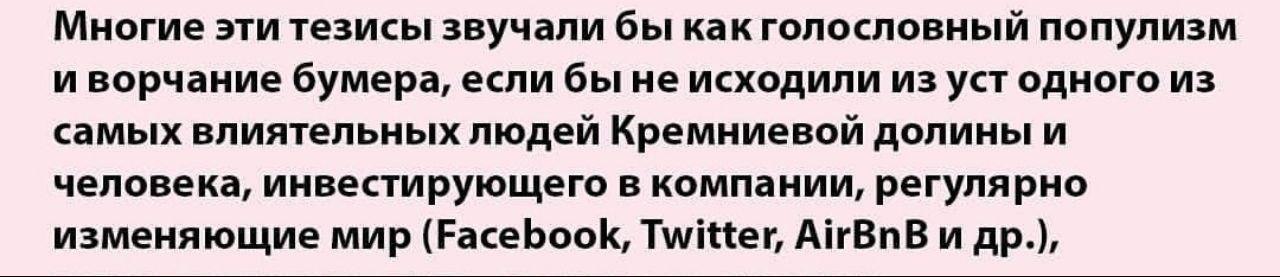 Многие эти тезисы звучали бы как голословный популизм
и ворчание бумера, если бы не исходили из уст одного из
самых влиятельных людей Кремниевой долины и
человека, инвестирующего в компании, регулярно
изменяющие мир (Facebook, Twitter, AirBnB и др.),